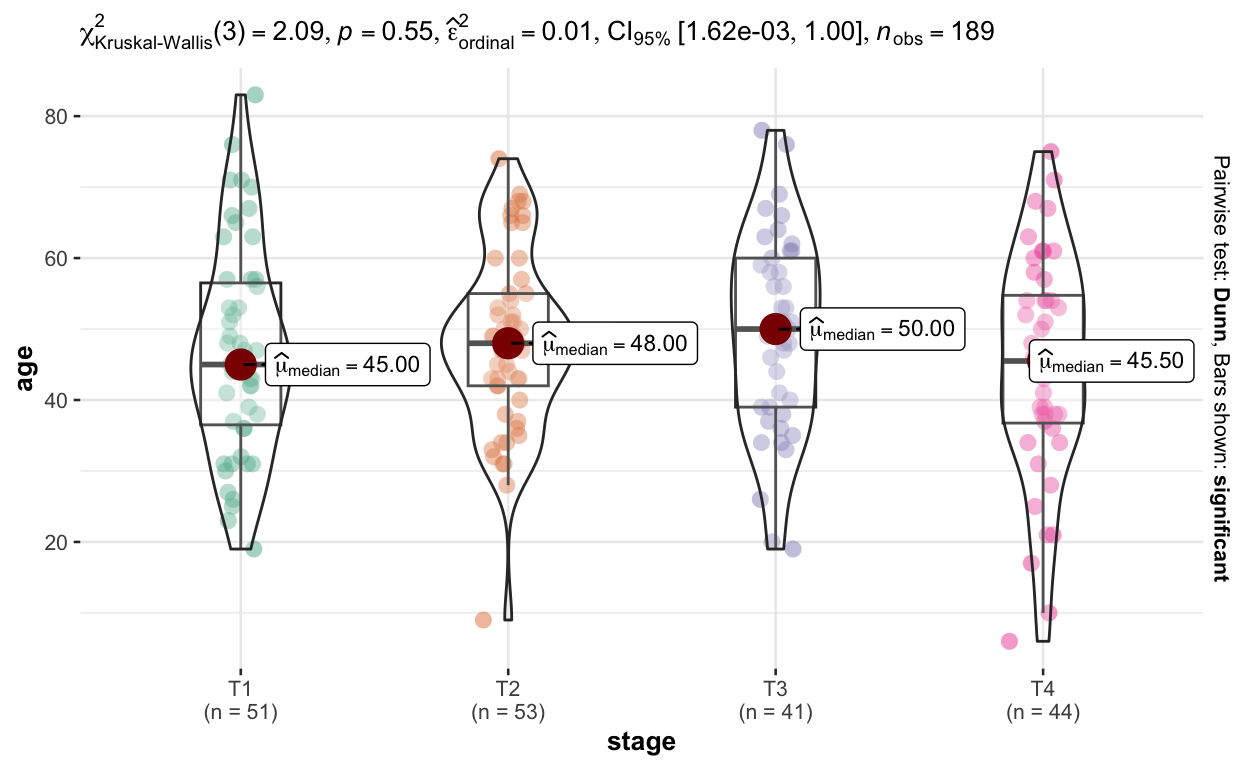 χ²Kruskal-Wallis(3) = 2.09, p = 0.55, ε̂²ordinal = 0.01, CI95% [1.62e-03, 1.00], nobs = 189
80
60
40
20
age
μ̂median = 45.00
μ̂median = 48.00
μ̂median = 50.00
μ̂median = 45.50
Pairwise test: Dunn, Bars shown: significant
T1
(n = 51)
T2
(n = 53)
T3
(n = 41)
T4
(n = 44)
stage